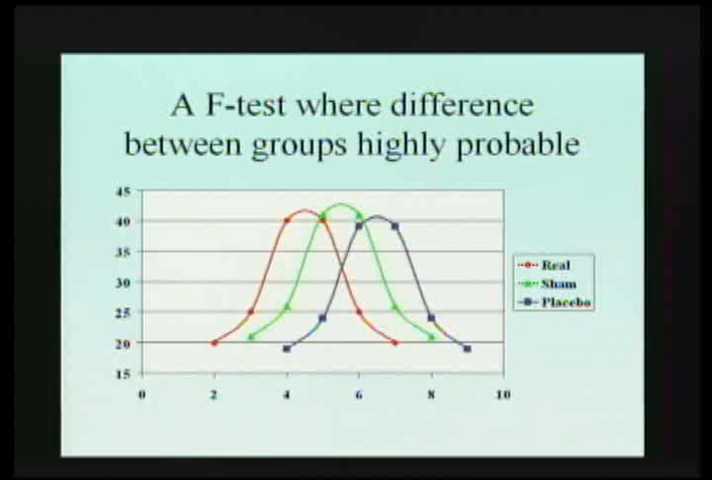 A F-test where difference
between groups highly probable
45
40
35
30
25
20
15
0 2 4 6 8 10
Real
Sham
Placebo